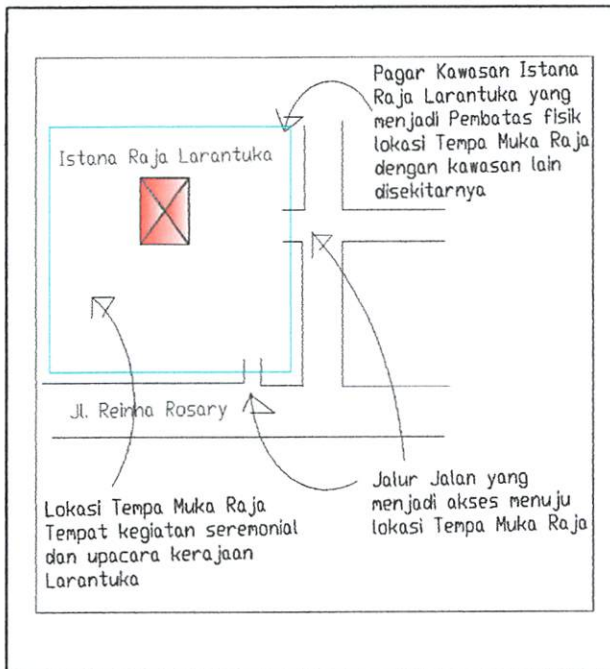 Pagar Kawasan Istana
Raja Larantuka yang
menjadi Pembatas fisik
lokasi Tempa Muka Raja
dengan kawasan lain
disekitarnya
Istana Raja Larantuka
Jl. Reinha Rosary
Lokasi Tempa Muka Raja
Tempat kegiatan seremonial
dan upacara kerajaan
Larantuka
Jalur Jalan yang
menjadi akses menuju
lokasi Tempa Muka Raja